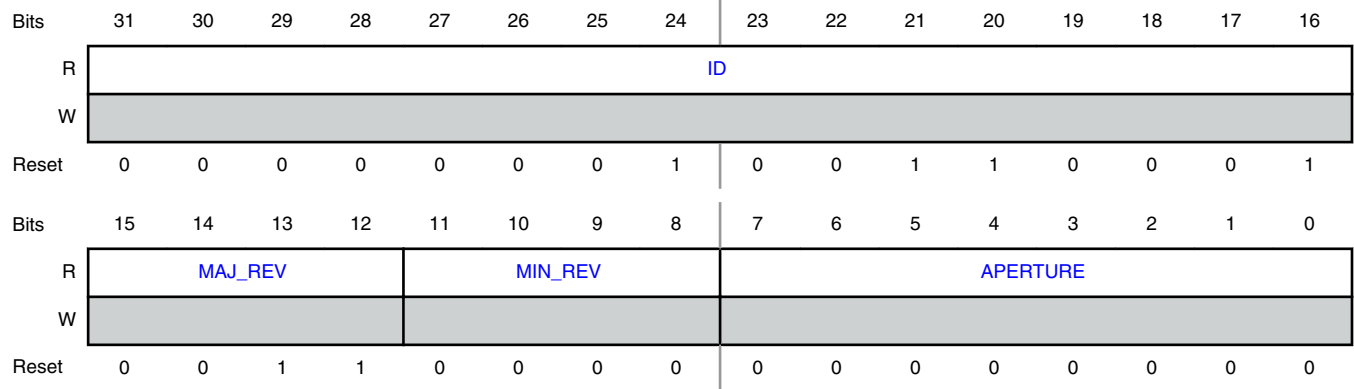 Bits 31 30 29 28 27 26 25 24 23 22 21 20 19 18 17 16
R ID
W
Reset 0 0 0 0 0 0 0 1 0 0 1 1 0 0 0 1
Bits 15 14 13 12 11 10 9 8 7 6 5 4 3 2 1 0
R MAJ_REV MIN_REV APERTURE
W
Reset 0 0 1 1 0 0 0 0 0 0 0 0 0 0 0 0